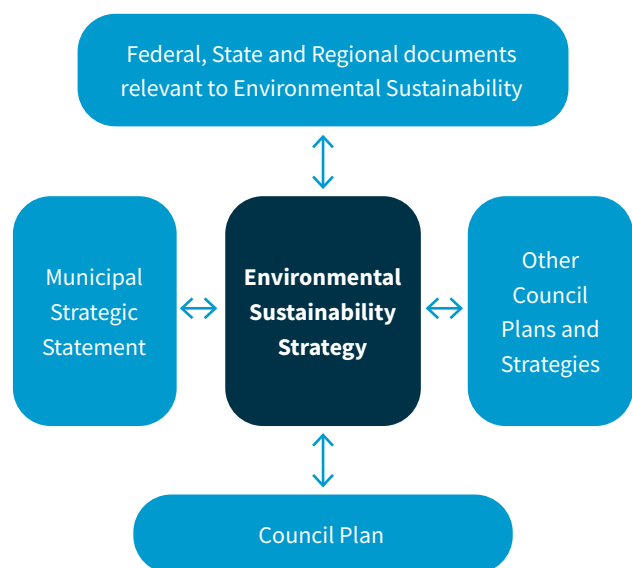 Federal, State and Regional documents
relevant to Environmental Sustainability
Municipal
Strategic
Statement
Environmental
Sustainability
Strategy
Other
Council
Plans and
Strategies
Council Plan